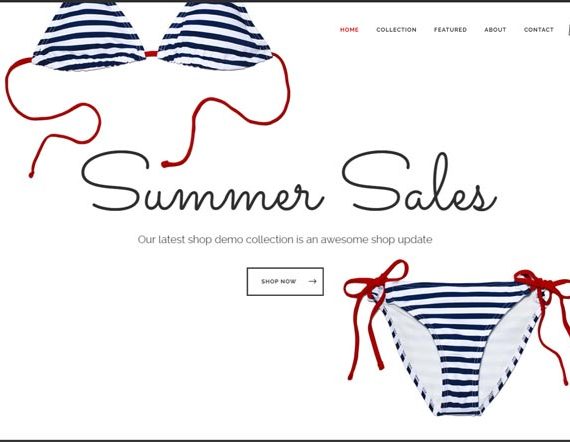 HOME COLLECTION FEATURED ABOUT CONTACT
Summer Sales
Our latest shop demo collection is an awesome shop update
SHOP NOW